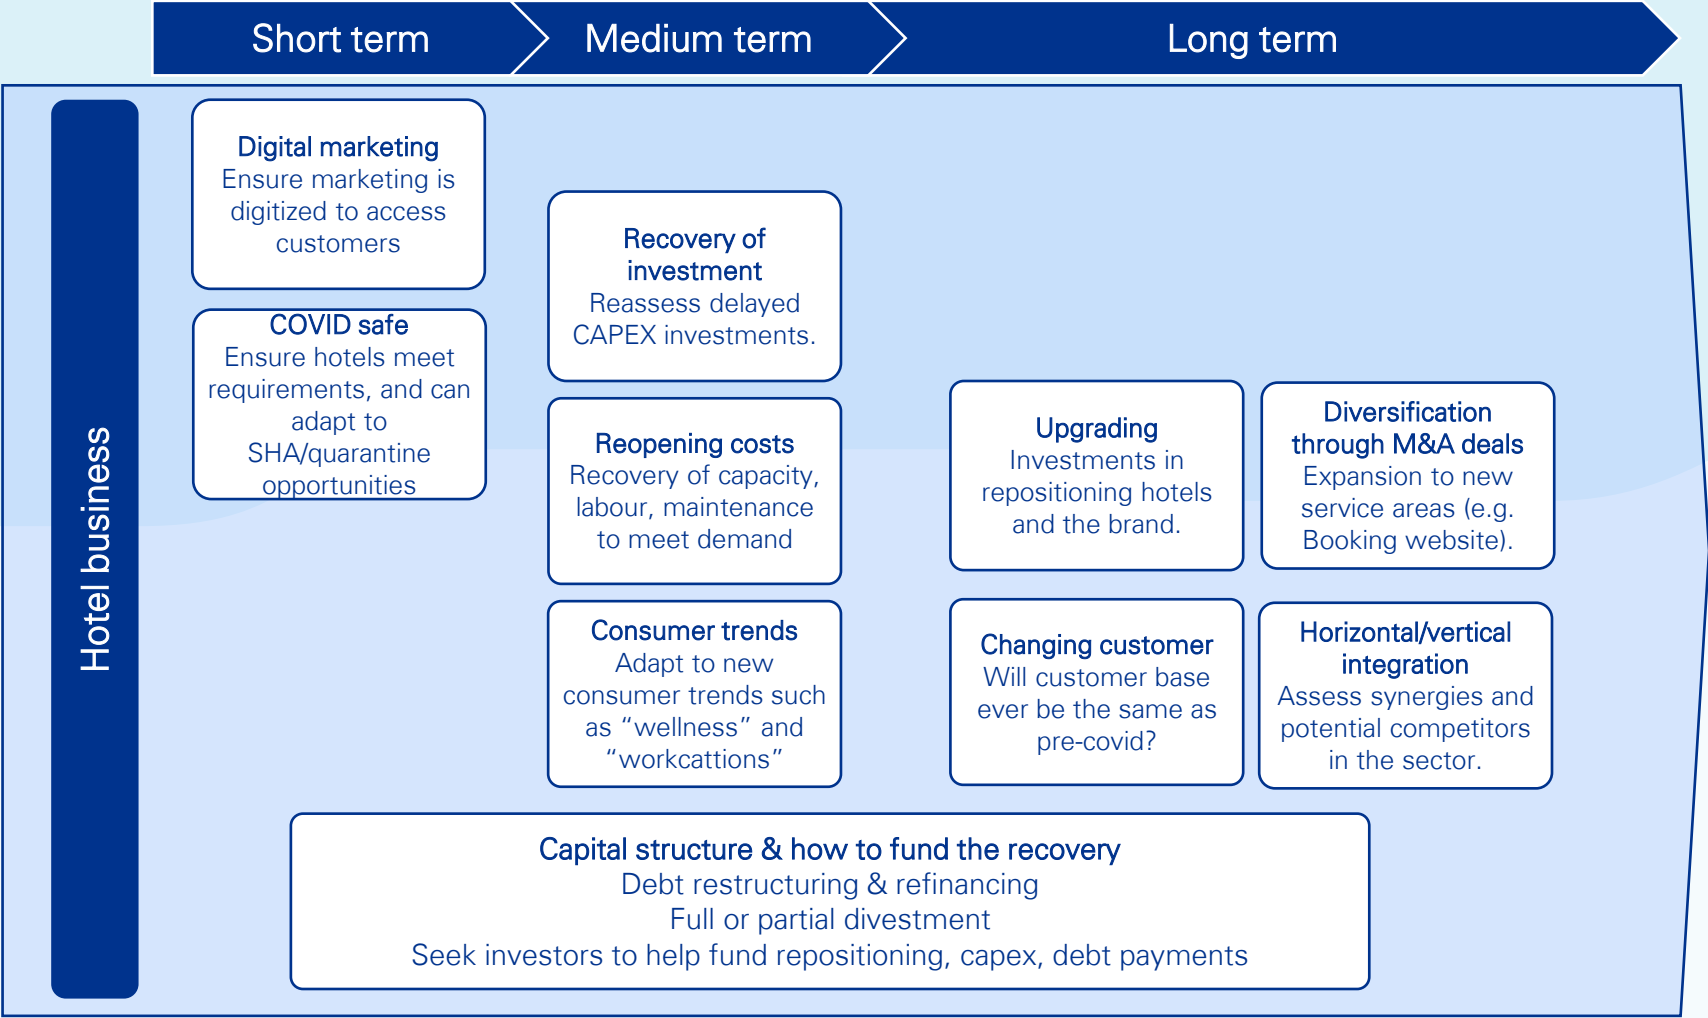 Short term
Medium term
Long term
Hotel business
Digital marketing
Ensure marketing is
digitized to access
customers
COVID safe
Ensure hotels meet
requirements, and can
adapt to
SHA/quarantine
opportunities
Recovery of
investment
Reassess delayed
CAPEX investments.
Reopening costs
Recovery of capacity,
labour, maintenance
to meet demand
Consumer trends
Adapt to new
consumer trends such
as “wellness” and
“workcattions”
Upgrading
Investments in
repositioning hotels
and the brand.
Changing customer
Will customer base
ever be the same as
pre-covid?
Diversification
through M&A deals
Expansion to new
service areas (e.g.
Booking website).
Horizontal/vertical
integration
Assess synergies and
potential competitors
in the sector.
Capital structure & how to fund the recovery
Debt restructuring & refinancing
Full or partial divestment
Seek investors to help fund repositioning, capex, debt payments